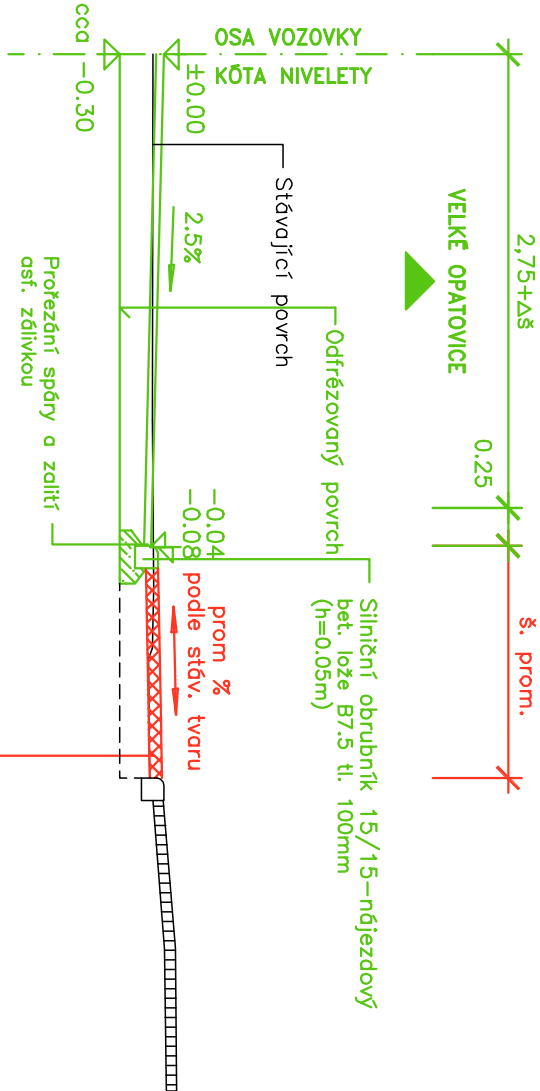 OSA VOZOVKY
KÓTA NIVELETY
2,75+Δš
0.25
š. prom.
VELKÉ OPATOVICE
Silniční obrubník 15/15-nájezdový
bet. lože B7.5 tl. 100mm
(h=0.05m)
Odfrézovaný povrch
Stávající povrch
±0.00
2.5%
-0.04
-0.08
prom %
podle stáv. tvaru
cca -0.30
Prořezání spáry a zalití
asf. zálivkou